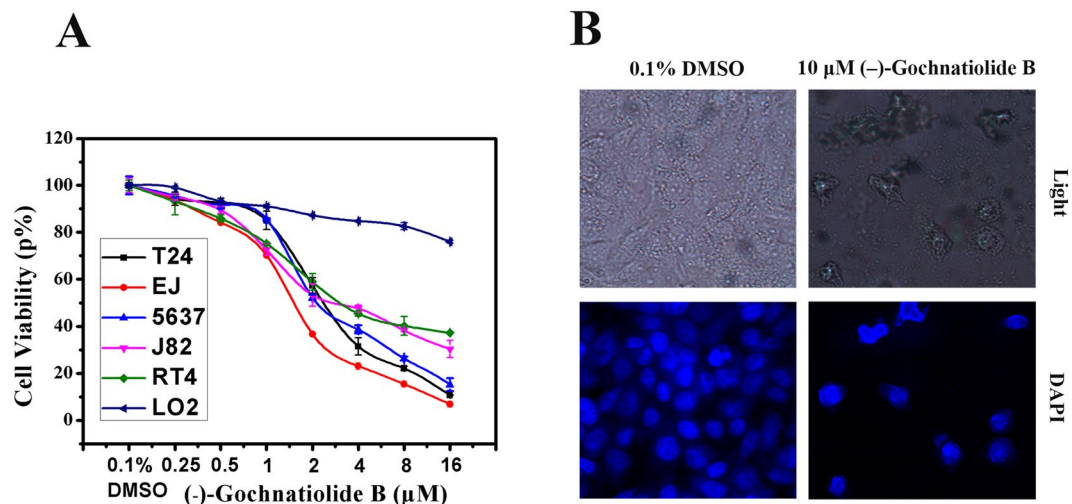 A
Cell Viability (p%)
120
100
80
60
40
20
0
T24
EJ
5637
J82
RT4
LO2
0.1% 0.25 0.5 1 2 4 8 16
DMSO (-)-Gochnatiolide B (µM)
B
0.1% DMSO 10 µM (–)-Gochnatiolide B
Light
DAPI